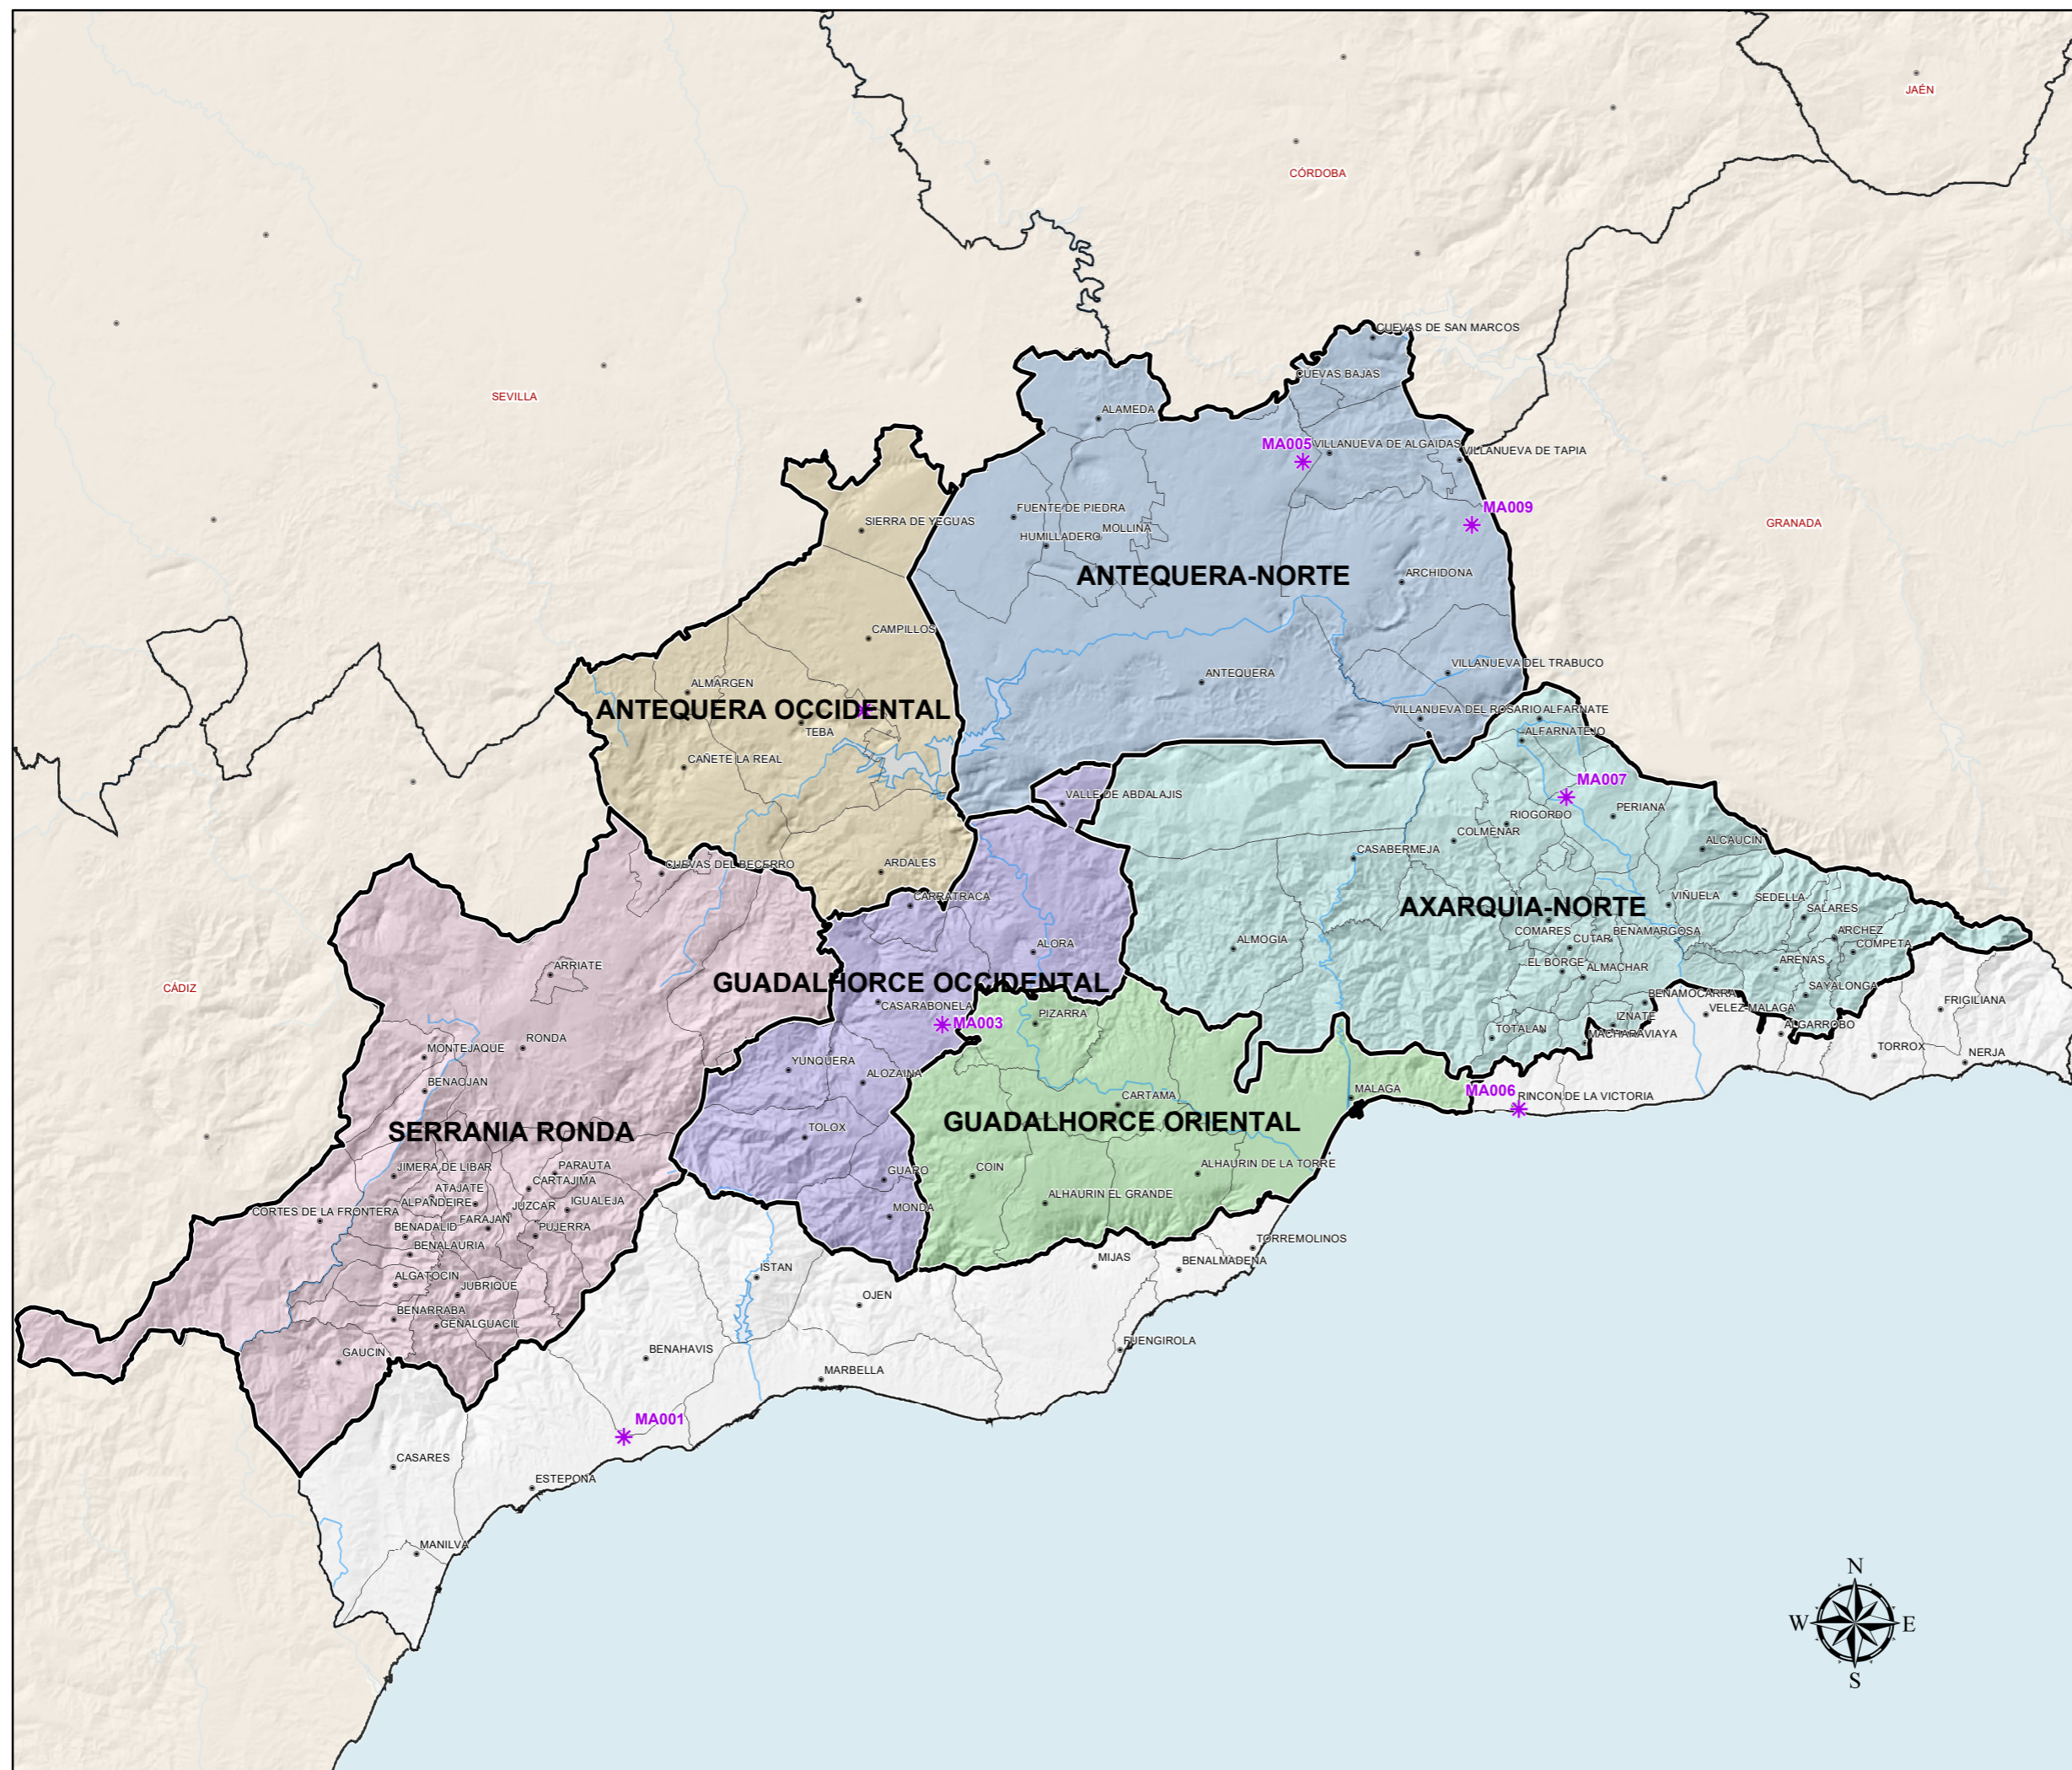 JAÉN
CÓRDOBA
CUEVAS DE SAN MARCOS
CUEVAS BAJAS
SEVILLA
ALAMEDA
MA005
VILLANUEVA DE ALGAIDAS
VILLANUEVA DE TAPIA
FUENTE DE PIEDRA
MA009
SIERRA DE YEGUAS
MOLLINA
GRANADA
HUMILLADERO
ANTEQUERA-NORTE
ARCHIDONA
CAMPILLOS
VILLANUEVA DEL TRABUCO
ANTEQUERA
ALMARGEN
ANTEQUERA OCCIDENTAL
VILLANUEVA DEL ROSARIO
ALFARNATE
TEBA
ALFARNATEJO
CAÑETE LA REAL
MA007
VALLE DE ABDALAJIS
PERIANA
RIOGORDO
COLMENAR
ALCAUCIN
CASABERMEJA
CUEVAS DEL BECERRO
ARDALES
CARRATRACA
VIÑUELA
SEDELLA
AXARQUIA-NORTE
SALARES
COMARES
BENAMARGOSA
ARCHEZ
CUTAR
COMPETA
ALMOGIA
ALORA
EL BORGE
ALMACHAR
ARENAS
ARRIATE
GUADALHORCE OCCIDENTAL
CÁDIZ
SAYALONGA
BENAMOCARRA
FRIGILIANA
CASARABONELA
VELEZ-MALAGA
PIZARRA
IZNATE
MA003
ALGARROBO
TOTALAN
MACHARAVIAYA
RONDA
MONTEJAQUE
TORROX
NERJA
YUNQUERA
ALOZAINA
BENAOJAN
MALAGA
MA006
RINCON DE LA VICTORIA
CARTAMA
GUADALHORCE ORIENTAL
SERRANIA RONDA
TOLOX
JIMERA DE LIBAR
PARAUTA
GUARO
COIN
ALHAURIN DE LA TORRE
CARTAJIMA
ATAJATE
ALPANDEIRE
JUZCAR
IGUALEJA
ALHAURIN EL GRANDE
CORTES DE LA FRONTERA
MONDA
FARAJAN
BENADALID
PUJERRA
BENALAURIA
TORREMOLINOS
MIJAS
BENALMADENA
ISTAN
ALGATOCIN
JUBRIQUE
OJEN
BENARRABA
GENALGUACIL
FUENGIROLA
GAUCIN
BENAHAVIS
MARBELLA
MA001
CASARES
ESTEPONA
MANILVA
N
W
E
S